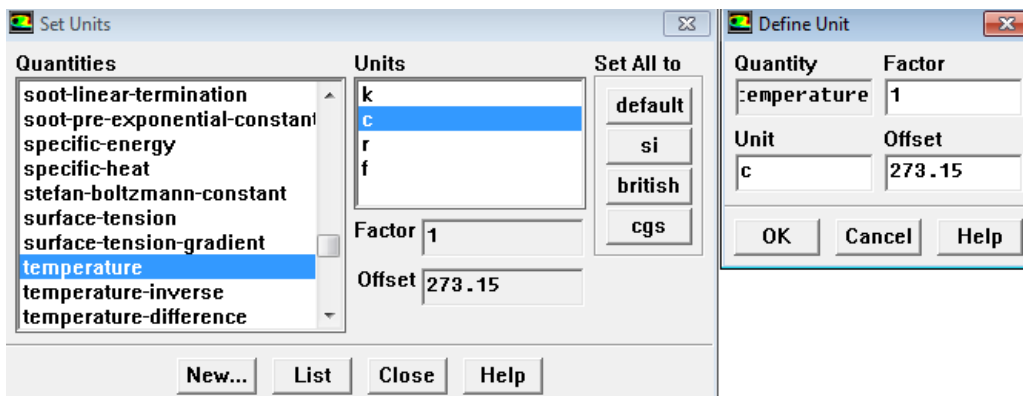 Set Units
Quantities
soot-linear-termination
soot-pre-exponential-constant
specific-energy
specific-heat
stefan-boltzmann-constant
surface-tension
surface-tension-gradient
temperature
temperature-inverse
temperature-difference
Units
k
c
r
f
Factor 1
Offset 273.15
Set All to
default
si
british
cgs
New... List Close Help
Define Unit
Quantity Factor
temperature 1
Unit Offset
c 273.15
OK Cancel Help